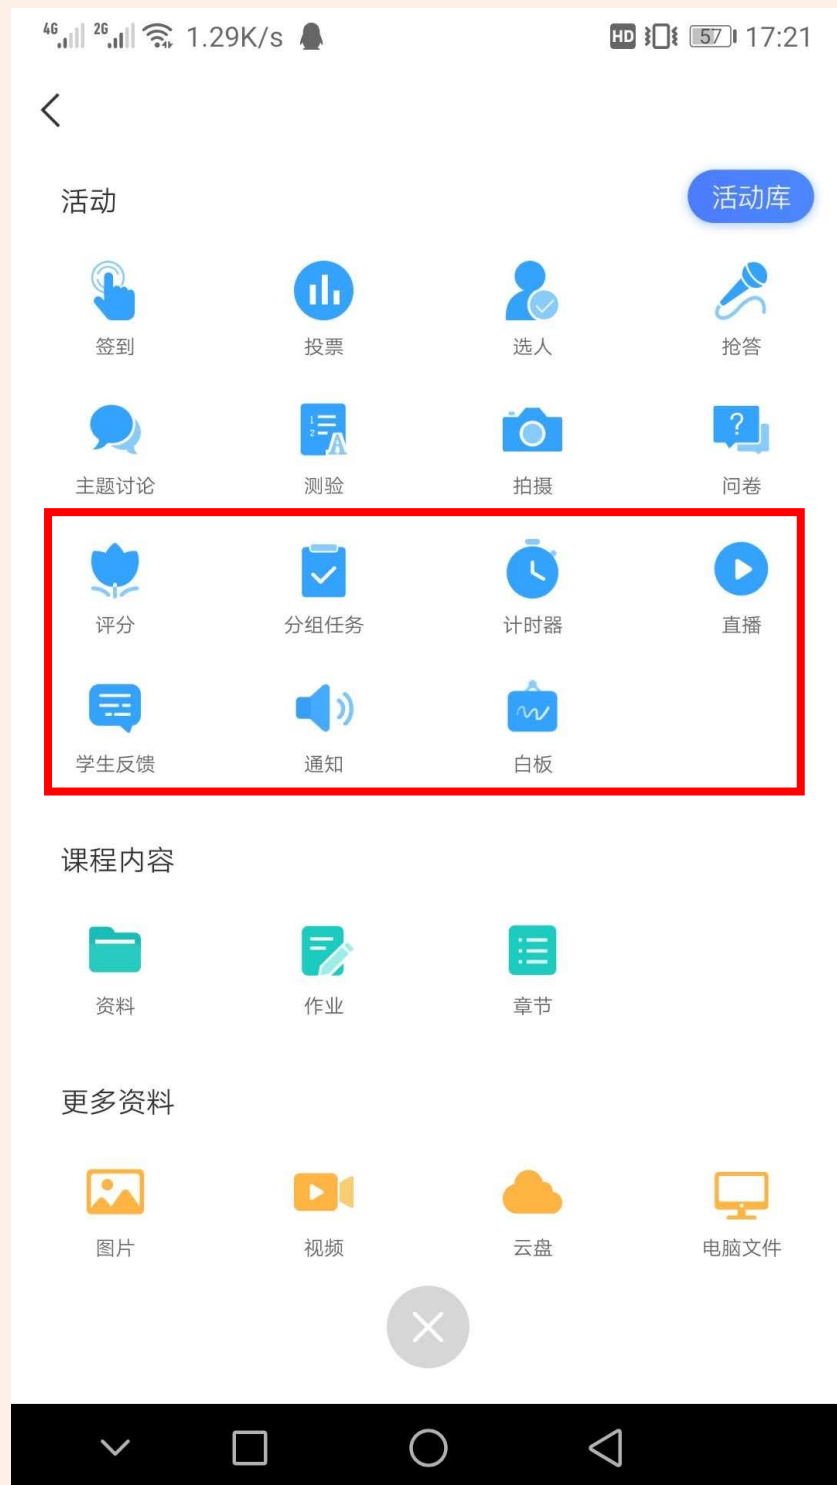 4G 2G 1.29K/s HD 57 17:21
活动 活动库
签到 投票 选人 抢答
主题讨论 测验 拍摄 问卷
评分 分组任务 计时器 直播
学生反馈 通知 白板
课程内容
资料 作业 章节
更多资料
图片 视频 云盘 电脑文件